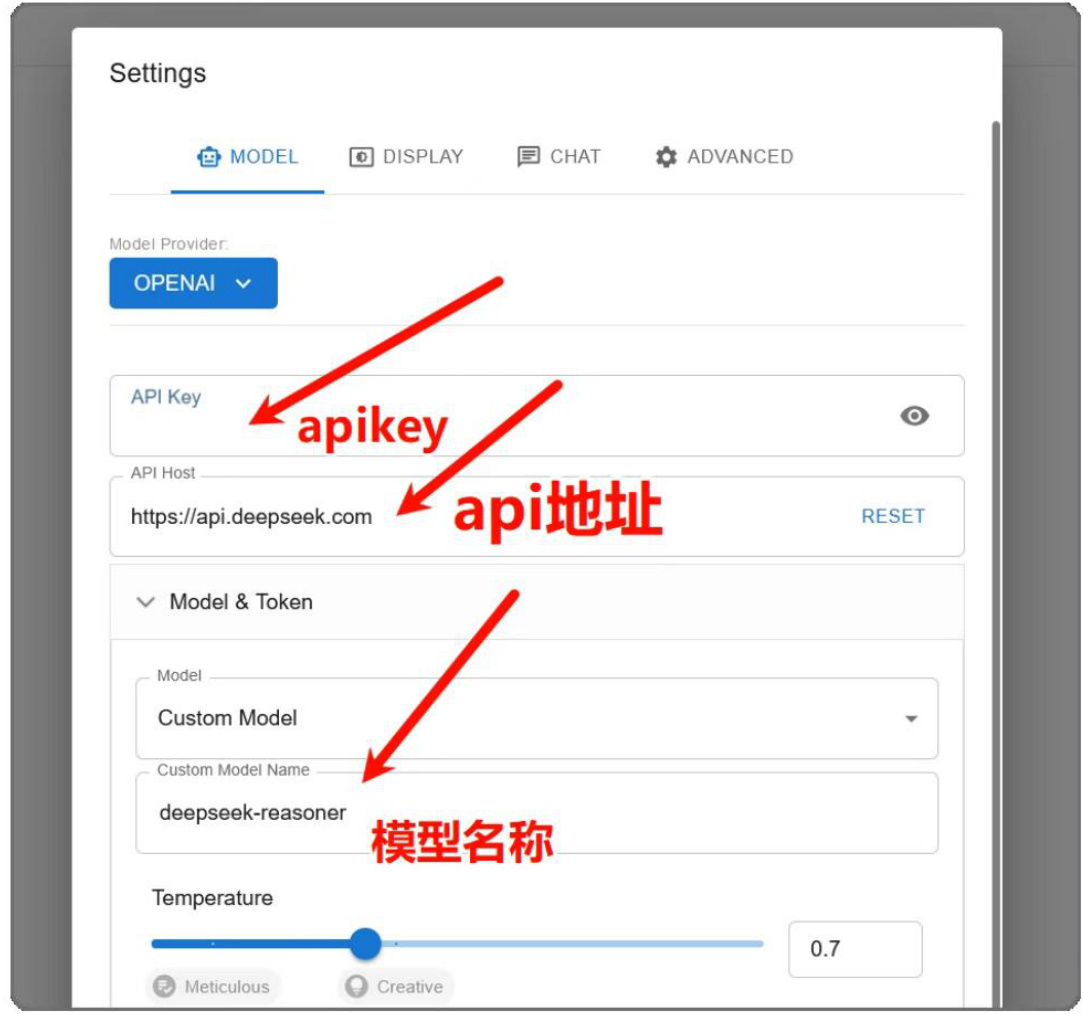 Settings
MODEL DISPLAY CHAT ADVANCED
Model Provider:
OPENAI
API Key
apikey
API Host
https://api.deepseek.com
api地址
RESET
Model & Token
Model
Custom Model
Custom Model Name
deepseek-reasoner
模型名称
Temperature
0.7
Meticulous Creative